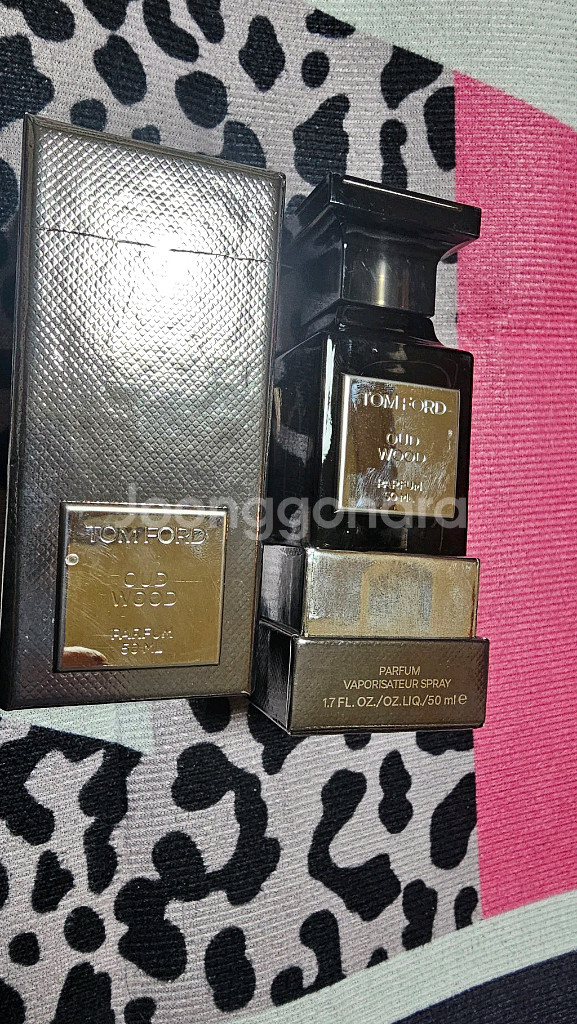 TOM FORD
OUD
WOOD
PARFUM
50 ML
TOM FORD
OUD
WOOD
PARFUM
50 ML
Joonggonara
PARFUM
VAPORISATEUR SPRAY
1.7 FL. OZ./OZ.LIQ./50 ml e